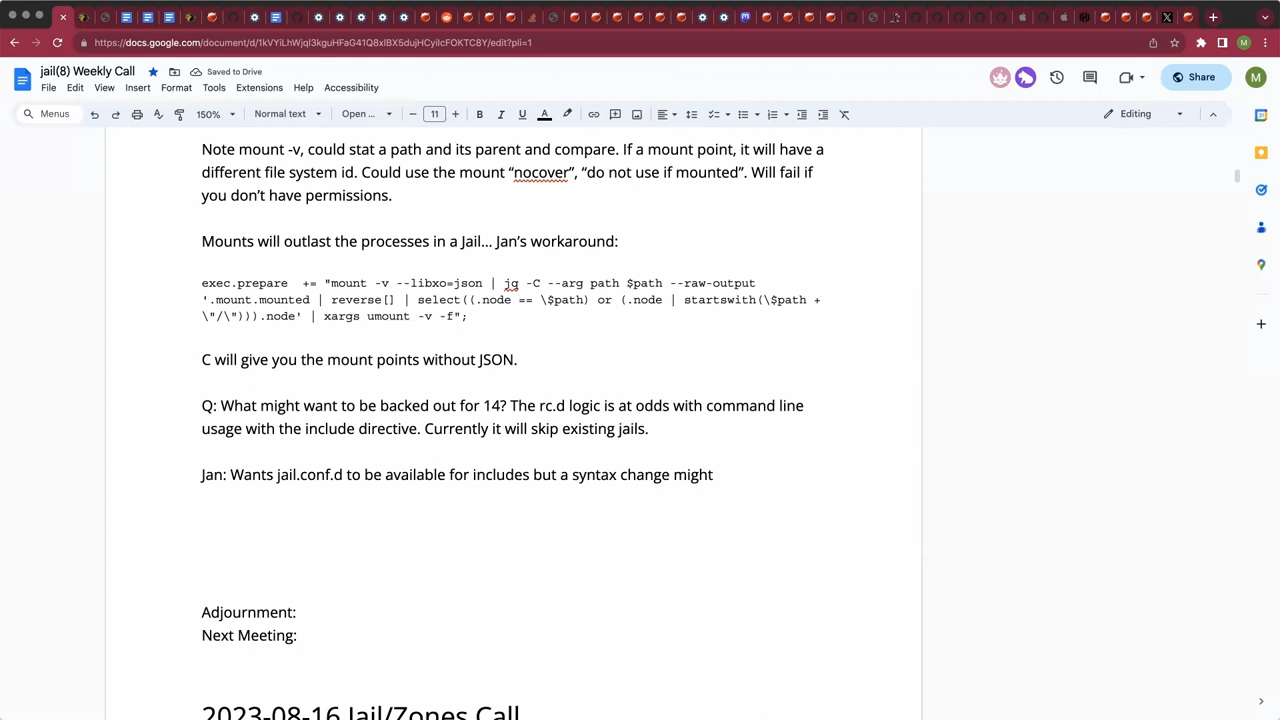 https://docs.google.com/document/d/1kVYiLhWjql3kguHFaG41Q8xlBX5dujHCyiIcFOKTC8Y/edit?pli=1
M
jail(8) Weekly Call
Saved to Drive
File Edit View Insert Format Tools Extensions Help Accessibility
Share
M
Menus
150%
Normal text
Open ...
11
B I U A
Editing
Note mount -v, could stat a path and its parent and compare. If a mount point, it will have a
different file system id. Could use the mount “nocover”, “do not use if mounted”. Will fail if
you don’t have permissions.
Mounts will outlast the processes in a Jail… Jan’s workaround:
exec.prepare  += "mount -v --libxo=json | jq -C --arg path $path --raw-output
'.mount.mounted | reverse[] | select((.node == \$path) or (.node | startswith(\$path +
\"/\"))).node' | xargs umount -v -f";
C will give you the mount points without JSON.
Q: What might want to be backed out for 14? The rc.d logic is at odds with command line
usage with the include directive. Currently it will skip existing jails.
Jan: Wants jail.conf.d to be available for includes but a syntax change might
Adjournment:
Next Meeting:
2023-08-16 Jail/Zones Call